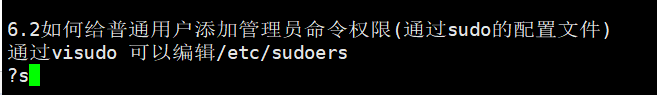 6.2如何给普通用户添加管理员命令权限(通过sudo的配置文件)
通过visudo 可以编辑/etc/sudoers
?s